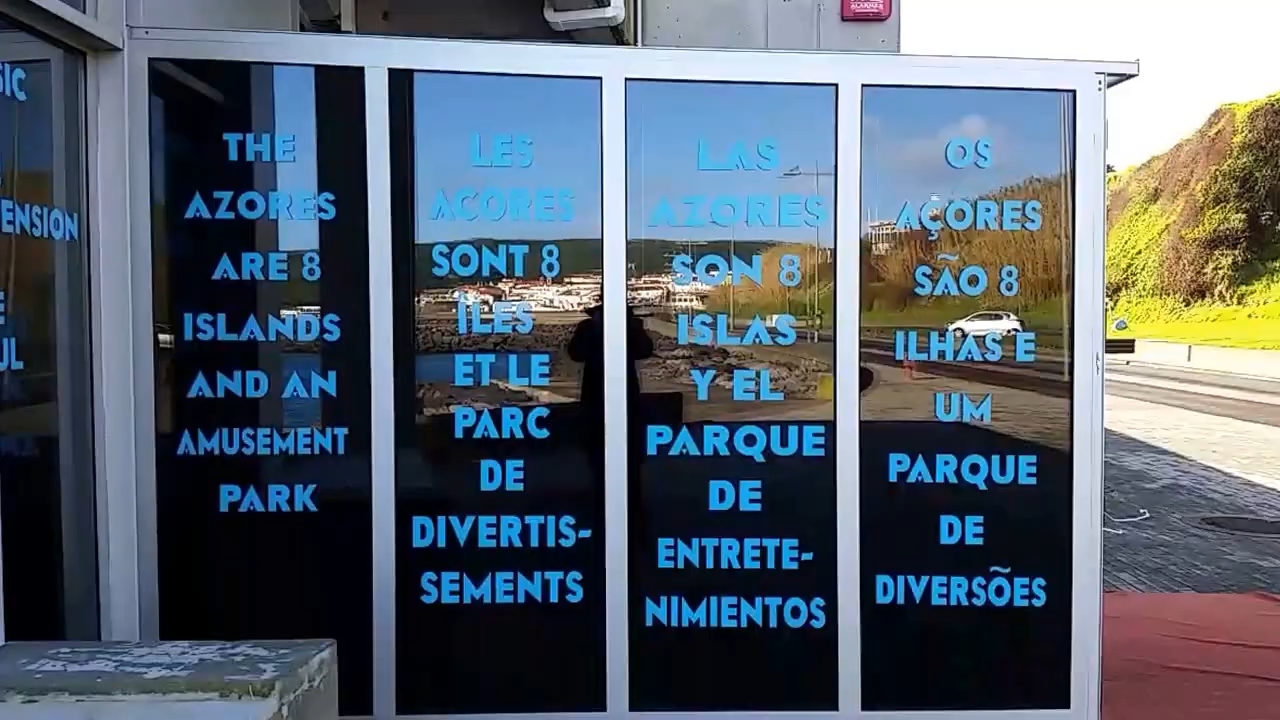 THE
AZORES
ARE 8
ISLANDS
AND AN
AMUSEMENT
PARK
LES
ACORES
SONT 8
ÎLES
ET LE
PARC
DE
DIVERTIS-
SEMENTS
LAS
AZORES
SON 8
ISLAS
Y EL
PARQUE
DE
ENTRETE-
NIMIENTOS
OS
AÇORES
SÃO 8
ILHAS E
UM
PARQUE
DE
DIVERSÕES